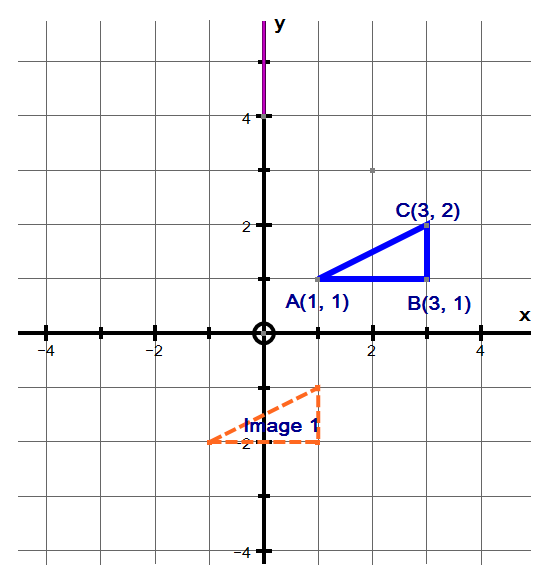 y
4
2
C(3, 2)
A(1, 1)
B(3, 1)
x
−4
−2
2
4
Image 1
−2
−4